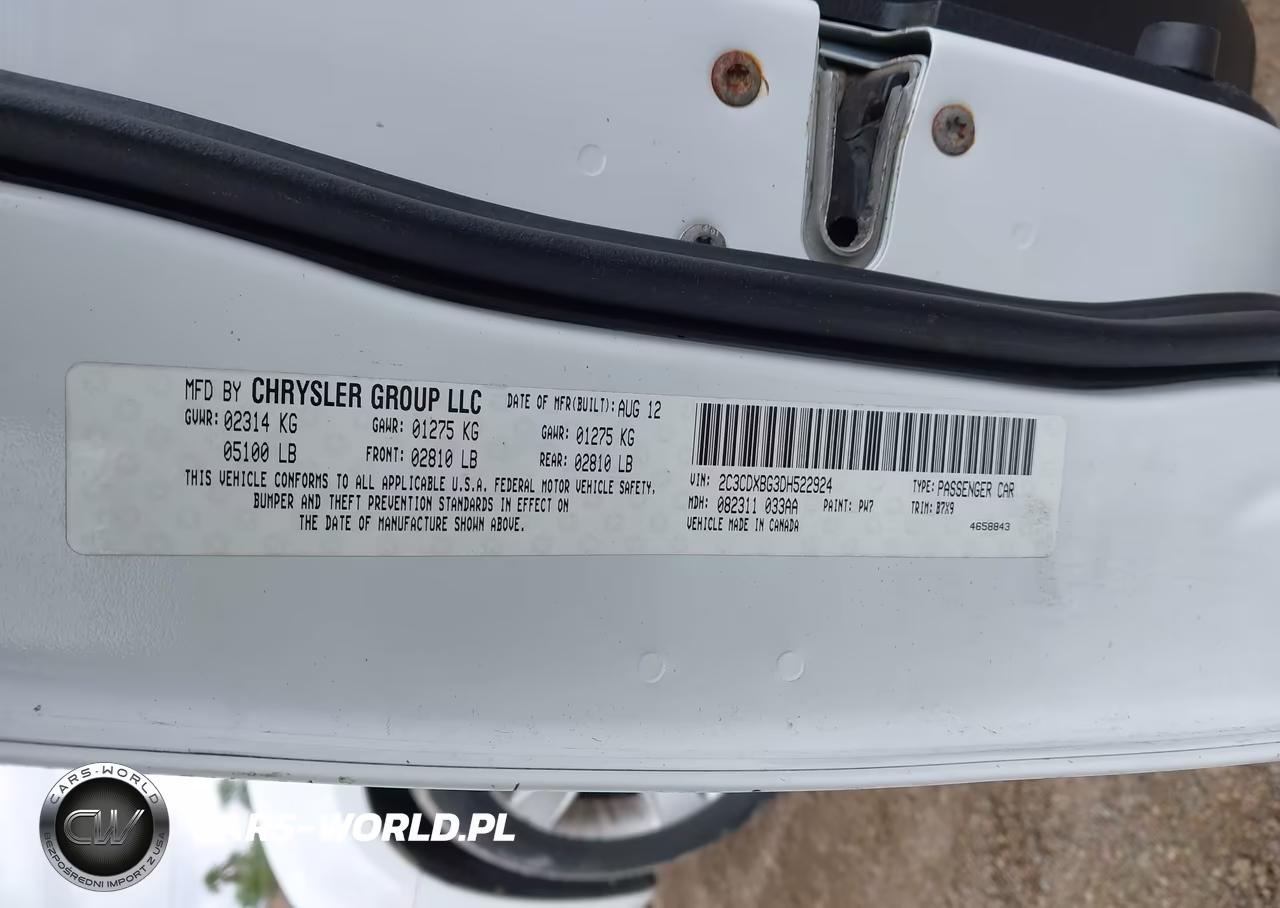 MFD BY CHRYSLER GROUP LLC DATE OF MFR(BUILT): AUG 12
GVWR: 02314 KG GAWR: 01275 KG GAWR: 01275 KG
05100 LB FRONT: 02810 LB REAR: 02810 LB
THIS VEHICLE CONFORMS TO ALL APPLICABLE U.S.A. FEDERAL MOTOR VEHICLE SAFETY,
BUMPER AND THEFT PREVENTION STANDARDS IN EFFECT ON
THE DATE OF MANUFACTURE SHOWN ABOVE.
VIN: 2C3CDXBG3DH522924 TYPE: PASSENGER CAR
MDH: 082311 033AA PAINT: PW7 TRIM: B7X9
VEHICLE MADE IN CANADA 4658843
CARS-WORLD
CW
BEZPOŚREDNI IMPORT Z USA
CARS-WORLD.PL